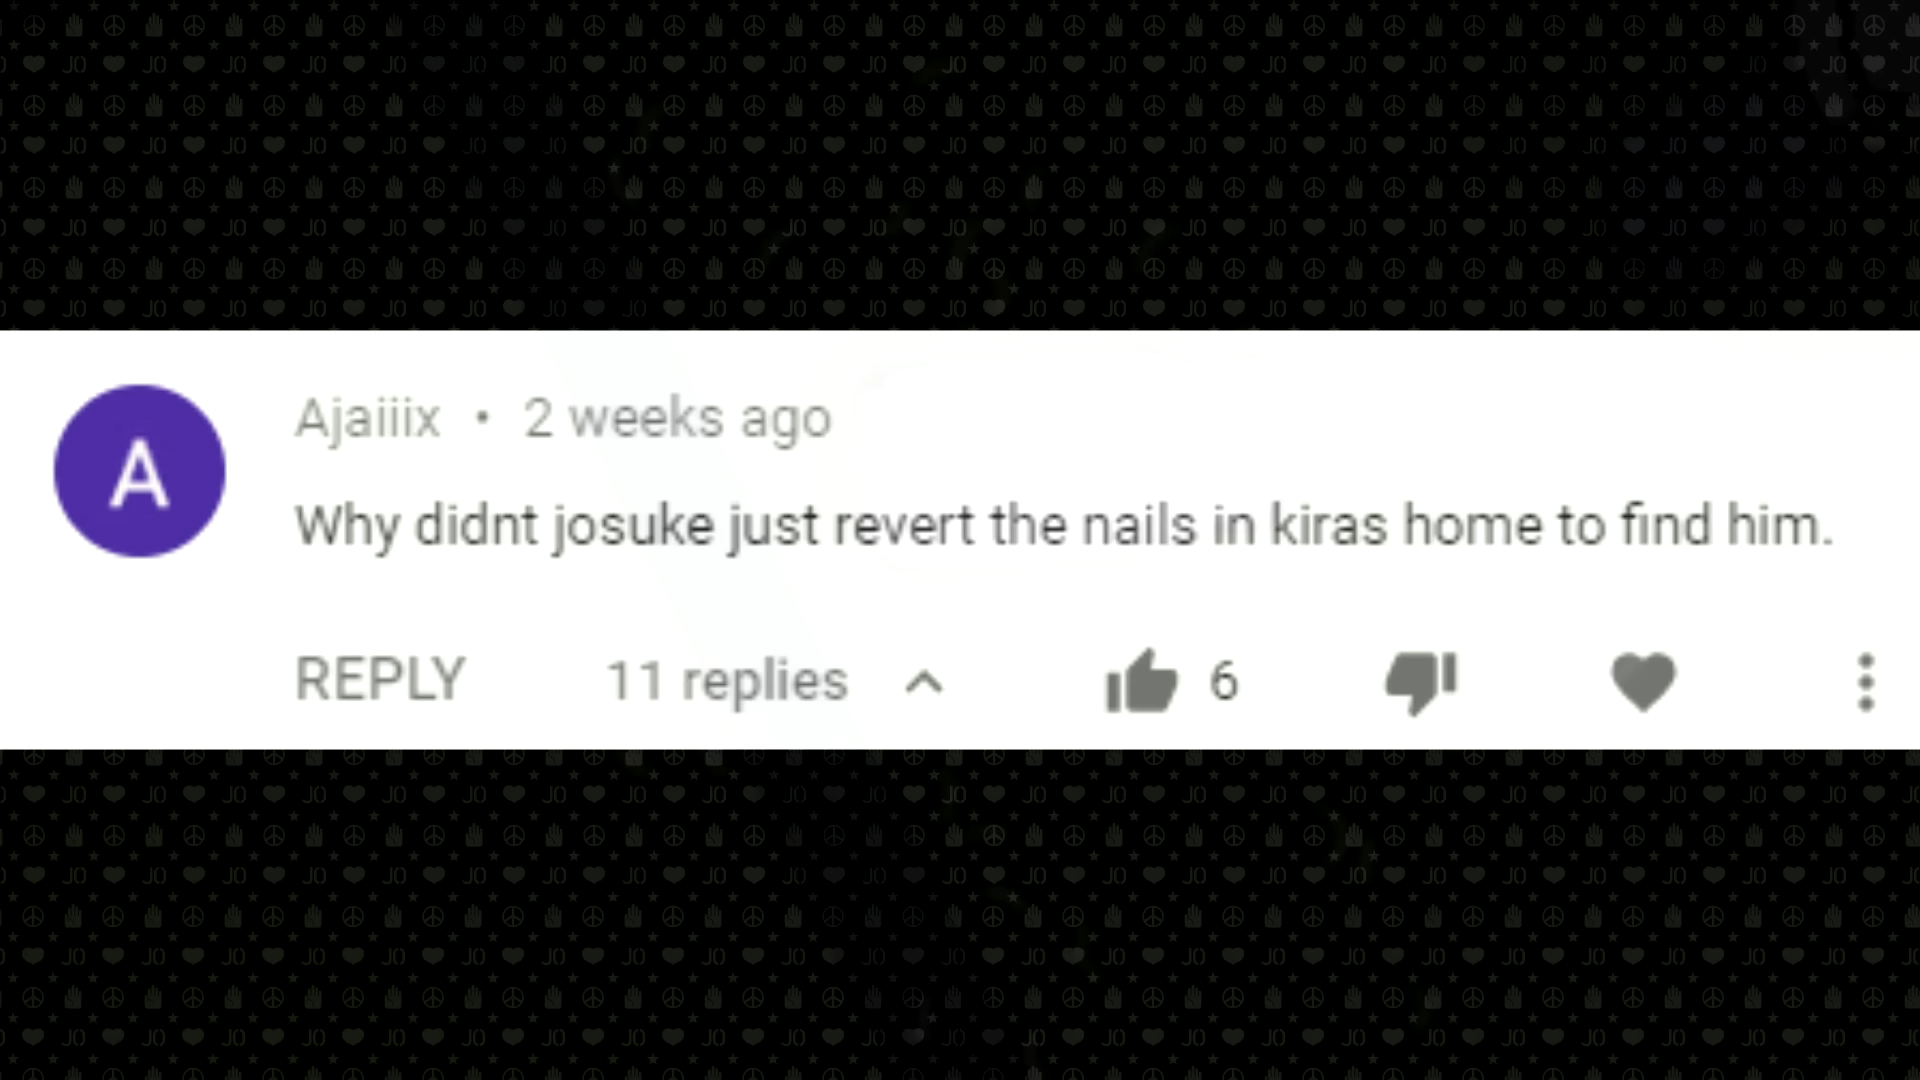 A
Ajaiiix • 2 weeks ago
Why didnt josuke just revert the nails in kiras home to find him.
REPLY 11 replies 6